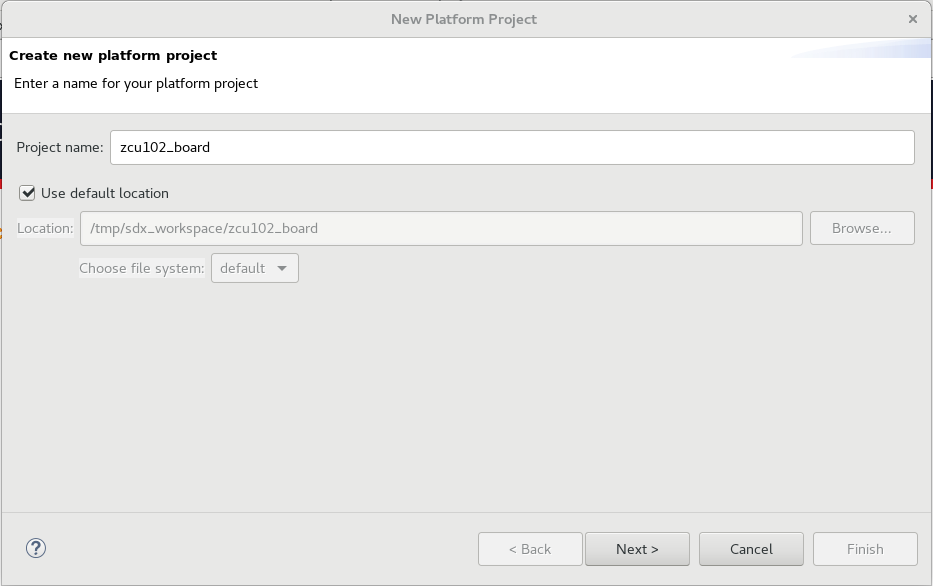 New Platform Project
Create new platform project
Enter a name for your platform project
Project name: zcu102_board
Use default location
Location: /tmp/sdx_workspace/zcu102_board Browse...
Choose file system: default
< Back Next > Cancel Finish